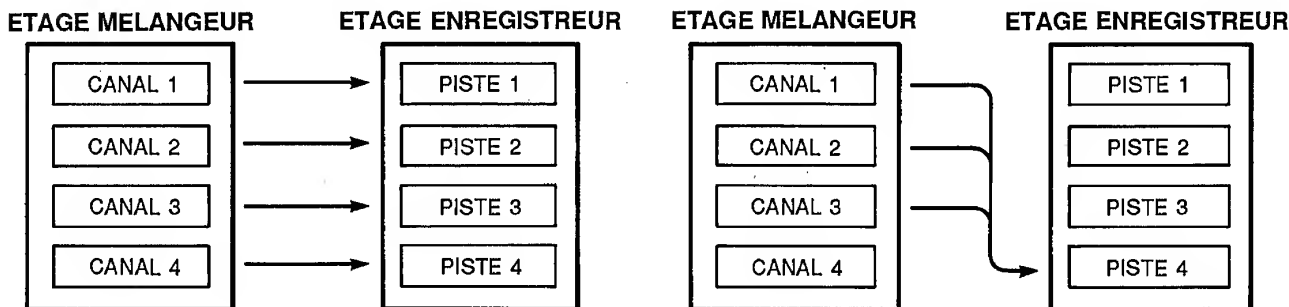 ETAGE MELANGEUR
ETAGE ENREGISTREUR
CANAL 1
PISTE 1
CANAL 2
PISTE 2
CANAL 3
PISTE 3
CANAL 4
PISTE 4
ETAGE MELANGEUR
ETAGE ENREGISTREUR
CANAL 1
PISTE 1
CANAL 2
PISTE 2
CANAL 3
PISTE 3
CANAL 4
PISTE 4